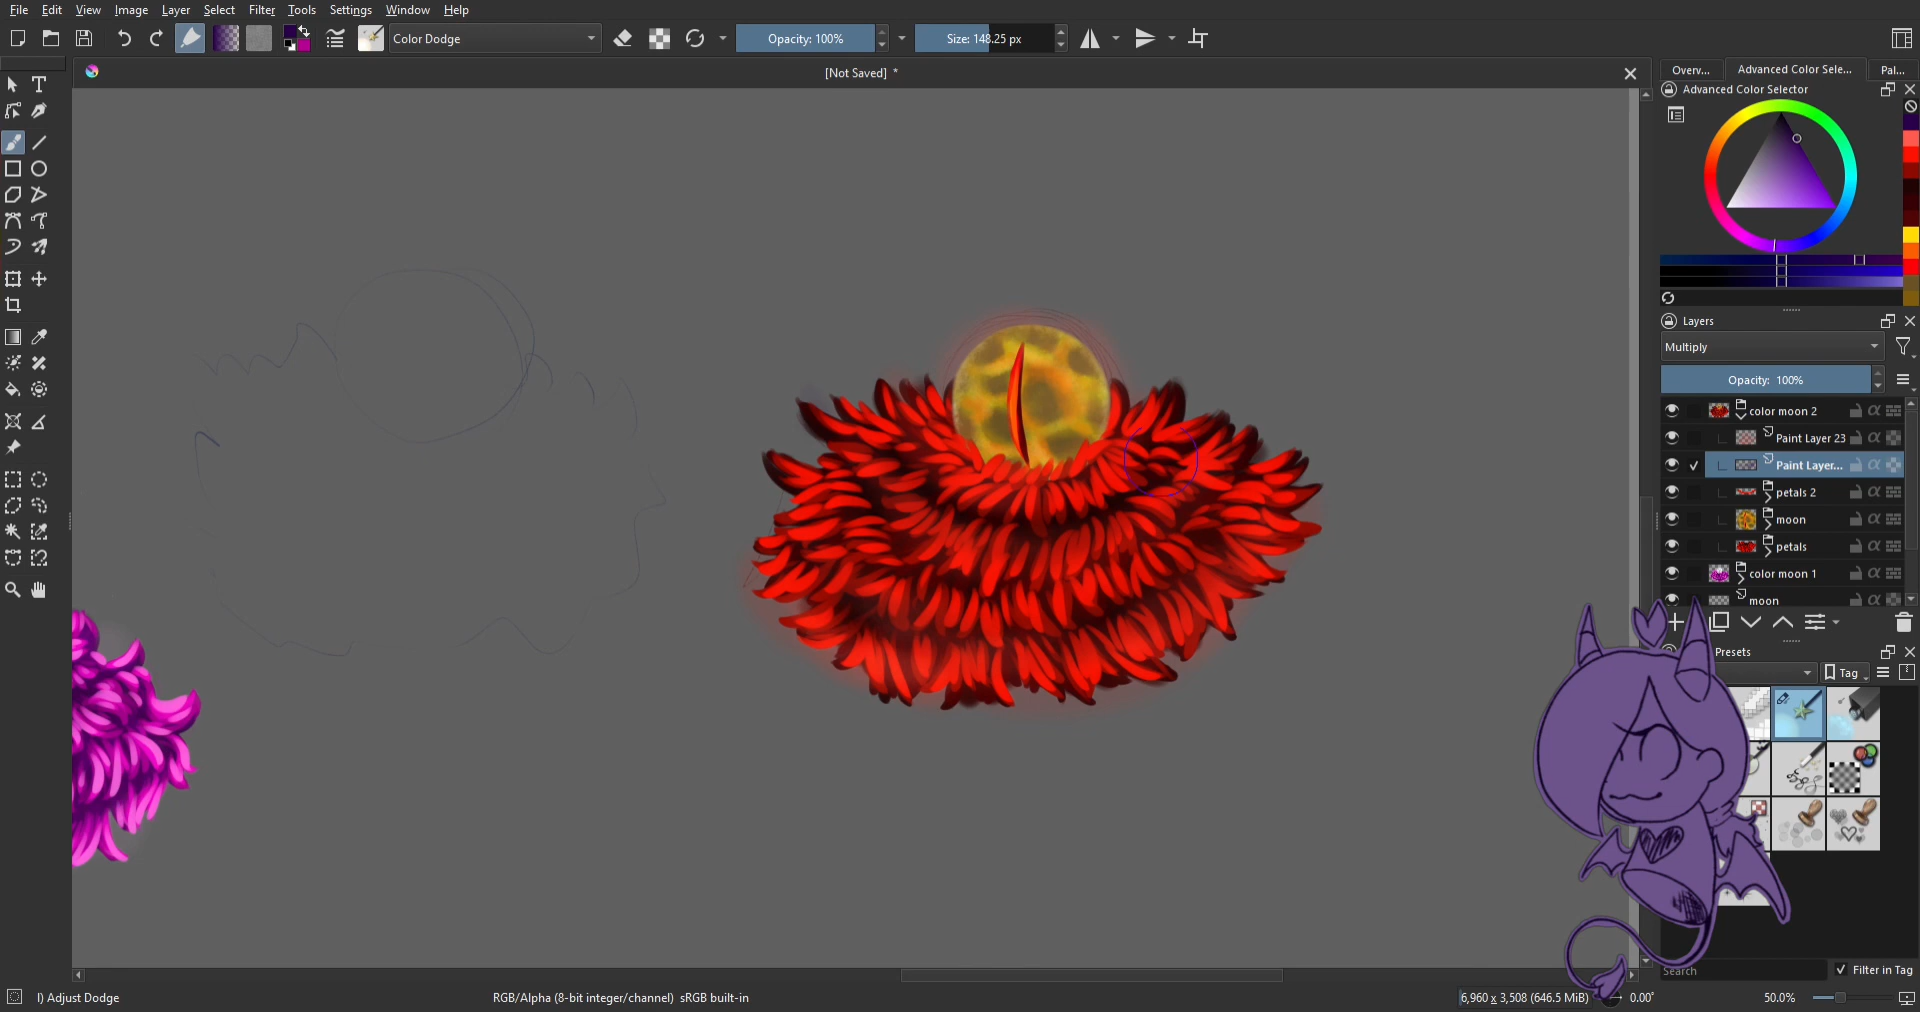 File Edit View Image Layer Select Filter Tools Settings Window Help
Color Dodge
Opacity: 100%
Size: 148.25 px
[Not Saved] *
Overv... Advanced Color Sele... Pal...
Advanced Color Selector
Layers
Multiply
Opacity: 100%
color moon 2
Paint Layer 23
Paint Layer...
petals 2
moon
petals
color moon 1
moon
Presets
Tag
Search
Filter in Tag
I) Adjust Dodge
RGB/Alpha (8-bit integer/channel) sRGB built-in
6,960 x 3,508 (646.5 MiB)
0.00°
50.0%